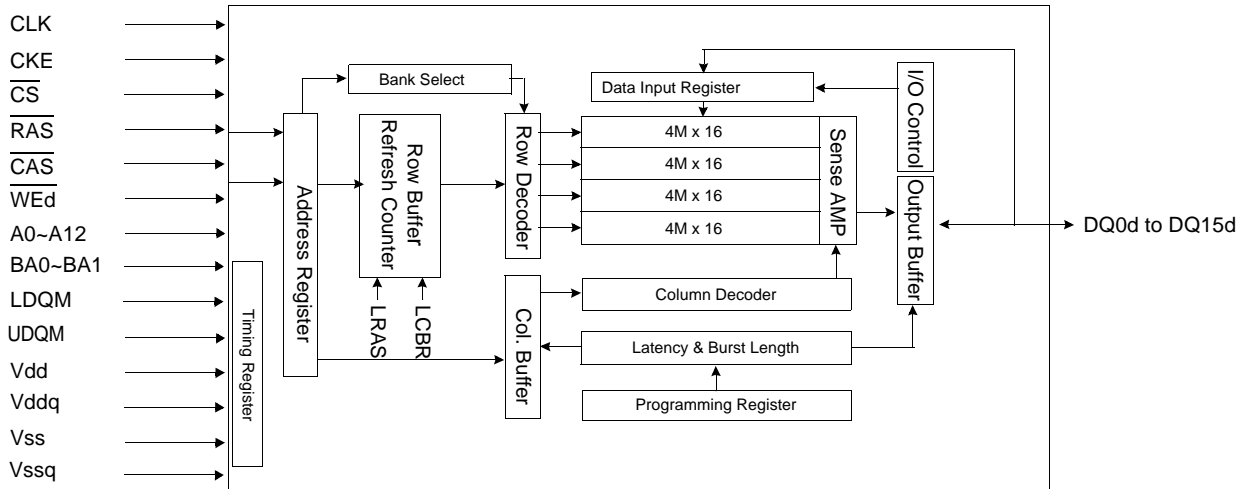 CLK
CKE
CS
RAS
CAS
WEd
A0~A12
BA0~BA1
LDQM
UDQM
Vdd
Vddq
Vss
Vssq
Timing Register
Address Register
Bank Select
Row Buffer
Refresh Counter
LRAS
LCBR
Row Decoder
Col. Buffer
Data Input Register
4M x 16
4M x 16
4M x 16
4M x 16
Sense AMP
Column Decoder
Latency & Burst Length
Programming Register
I/O Control
Output Buffer
DQ0d to DQ15d